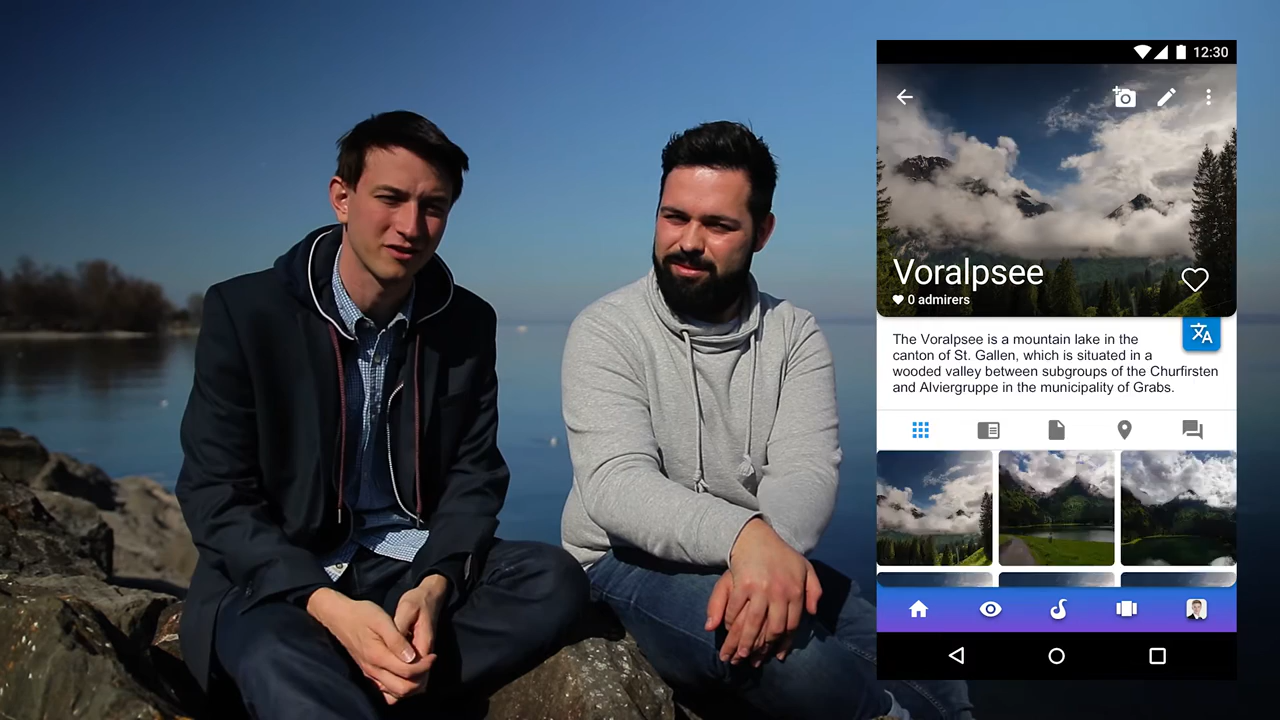 12:30
Voralpsee
0 admirers
The Voralpsee is a mountain lake in the
canton of St. Gallen, which is situated in a
wooded valley between subgroups of the Churfirsten
and Alviergruppe in the municipality of Grabs.